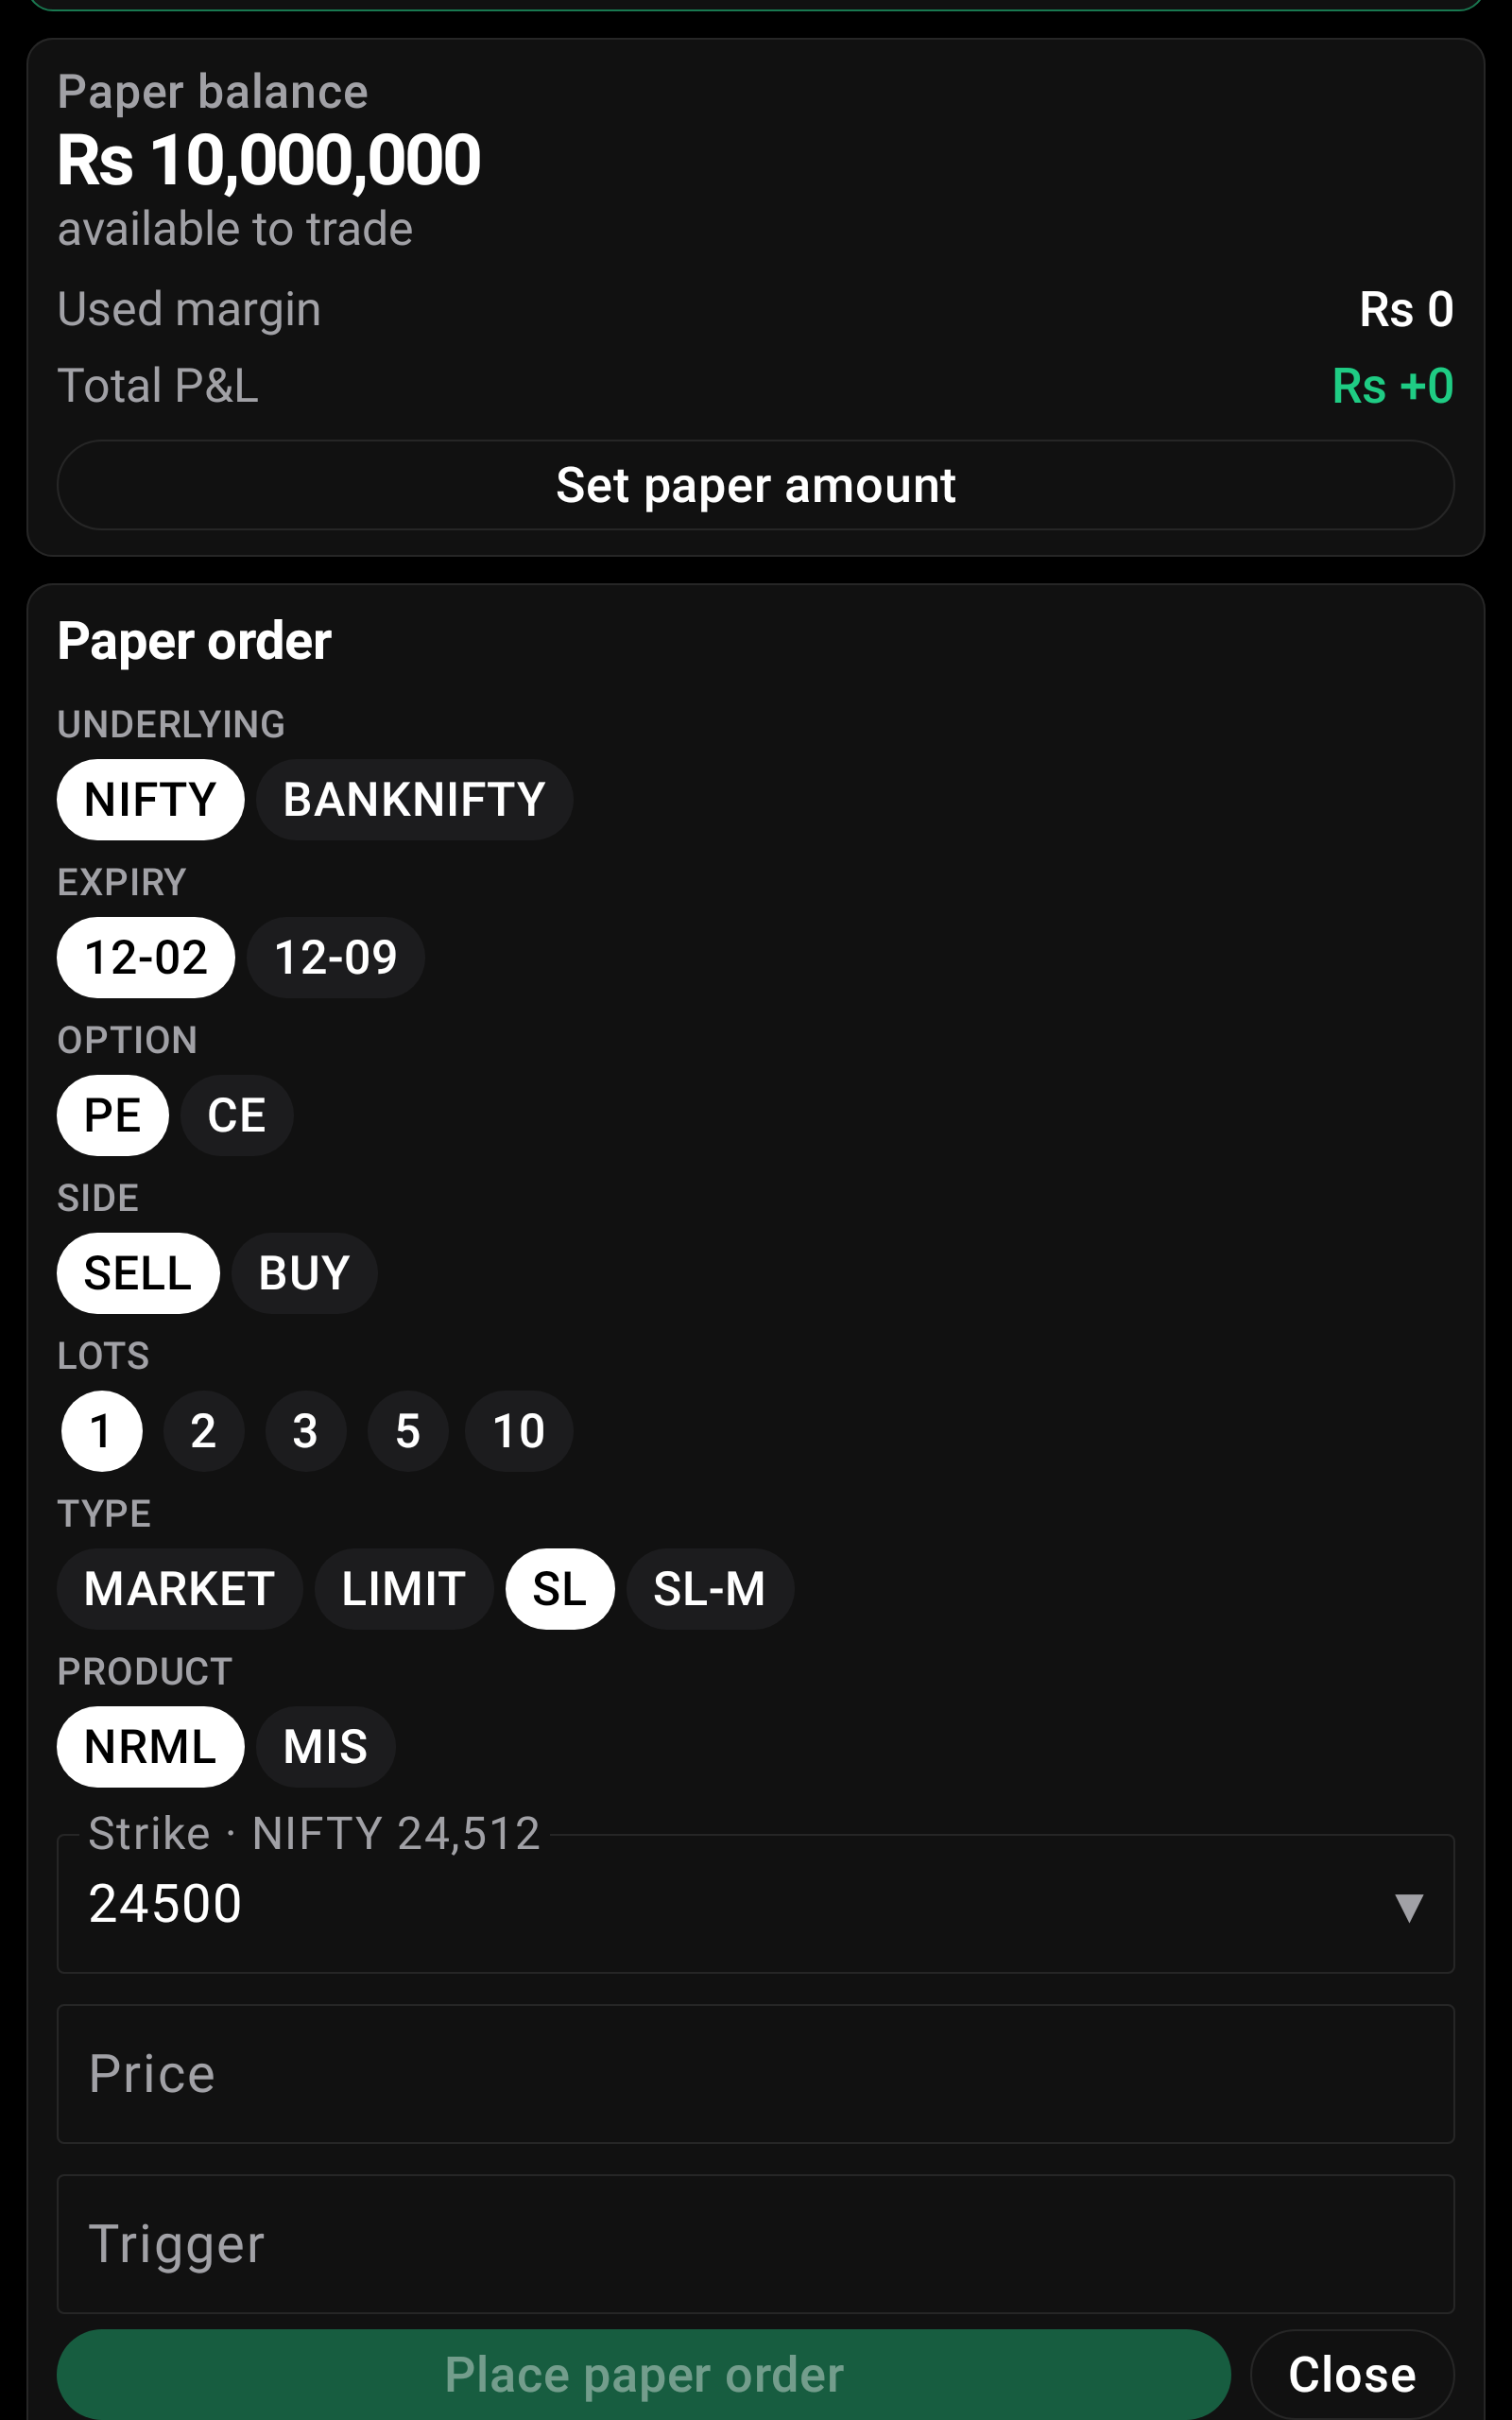 Paper balance
Rs 10,000,000
available to trade
Used margin Rs 0
Total P&L Rs +0
Set paper amount
Paper order
UNDERLYING
NIFTY BANKNIFTY
EXPIRY
12-02 12-09
OPTION
PE CE
SIDE
SELL BUY
LOTS
1 2 3 5 10
TYPE
MARKET LIMIT SL SL-M
PRODUCT
NRML MIS
Strike · NIFTY 24,512
24500 ▼
Price
Trigger
Place paper order Close